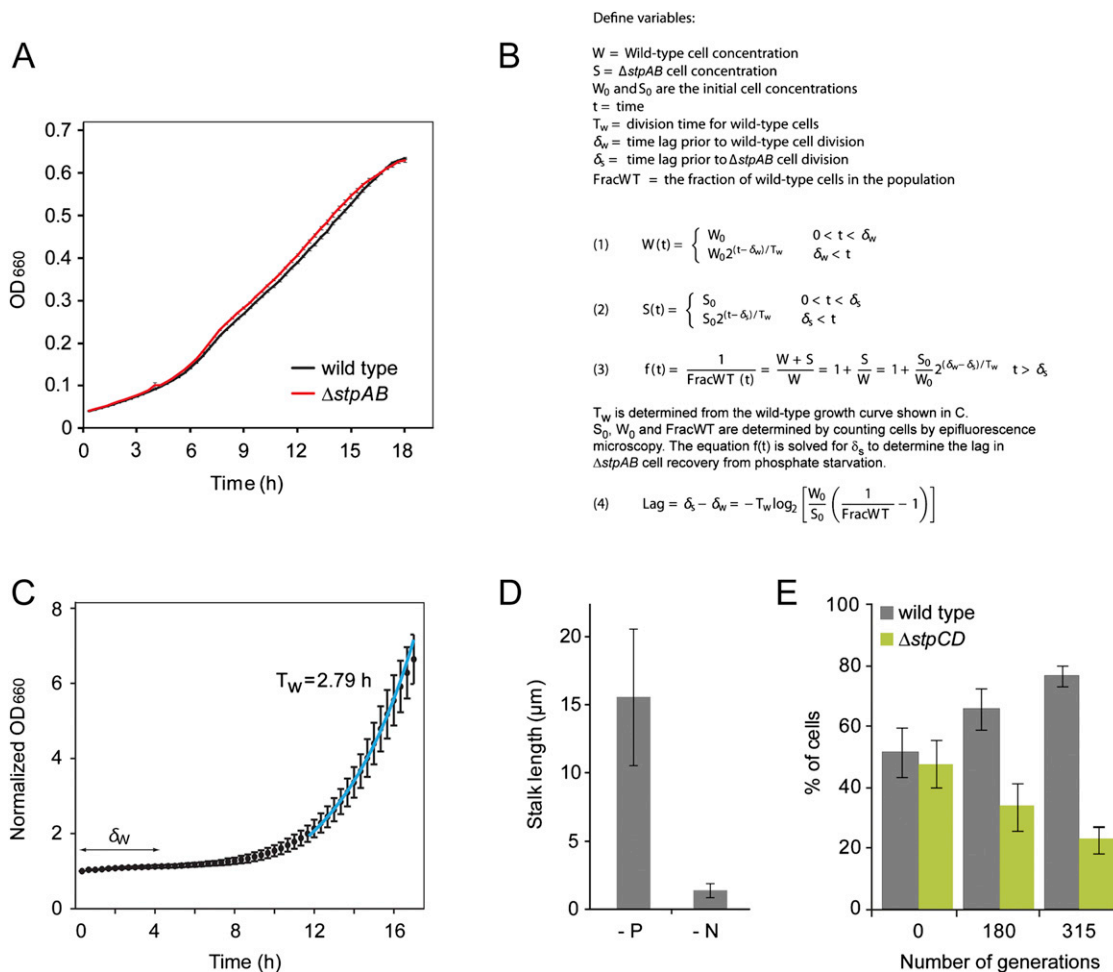 A
OD660
0.7
0.6
0.5
0.4
0.3
0.2
0.1
0
wild type
ΔstpAB
0 3 6 9 12 15 18
Time (h)
B
Define variables:
W = Wild-type cell concentration
S = ΔstpAB cell concentration
W0 and S0 are the initial cell concentrations
t = time
Tw = division time for wild-type cells
δw = time lag prior to wild-type cell division
δs = time lag prior to ΔstpAB cell division
FracWT = the fraction of wild-type cells in the population
(1) W(t) = { W0 0 < t < δw
W02^(t−δw)/Tw δw < t
(2) S(t) = { S0 0 < t < δs
S02^(t−δs)/Tw δs < t
(3) f(t) = 1/FracWT (t) = W + S/W = 1 + S/W = 1 + S0/W0 2^(δw−δs)/Tw t > δs
Tw is determined from the wild-type growth curve shown in C.
S0, W0 and FracWT are determined by counting cells by epifluorescence
microscopy. The equation f(t) is solved for δs to determine the lag in
ΔstpAB cell recovery from phosphate starvation.
(4) Lag = δs − δw = −Tw log2 [ W0/S0 ( 1/FracWT − 1 ) ]
C
Normalized OD660
8
6
4
2
0
Tw=2.79 h
δw
4 8 12 16
Time (h)
D
Stalk length (μm)
20
15
10
5
0
- P - N
E
% of cells
100
80
60
40
20
0
wild type
ΔstpCD
0 180 315
Number of generations